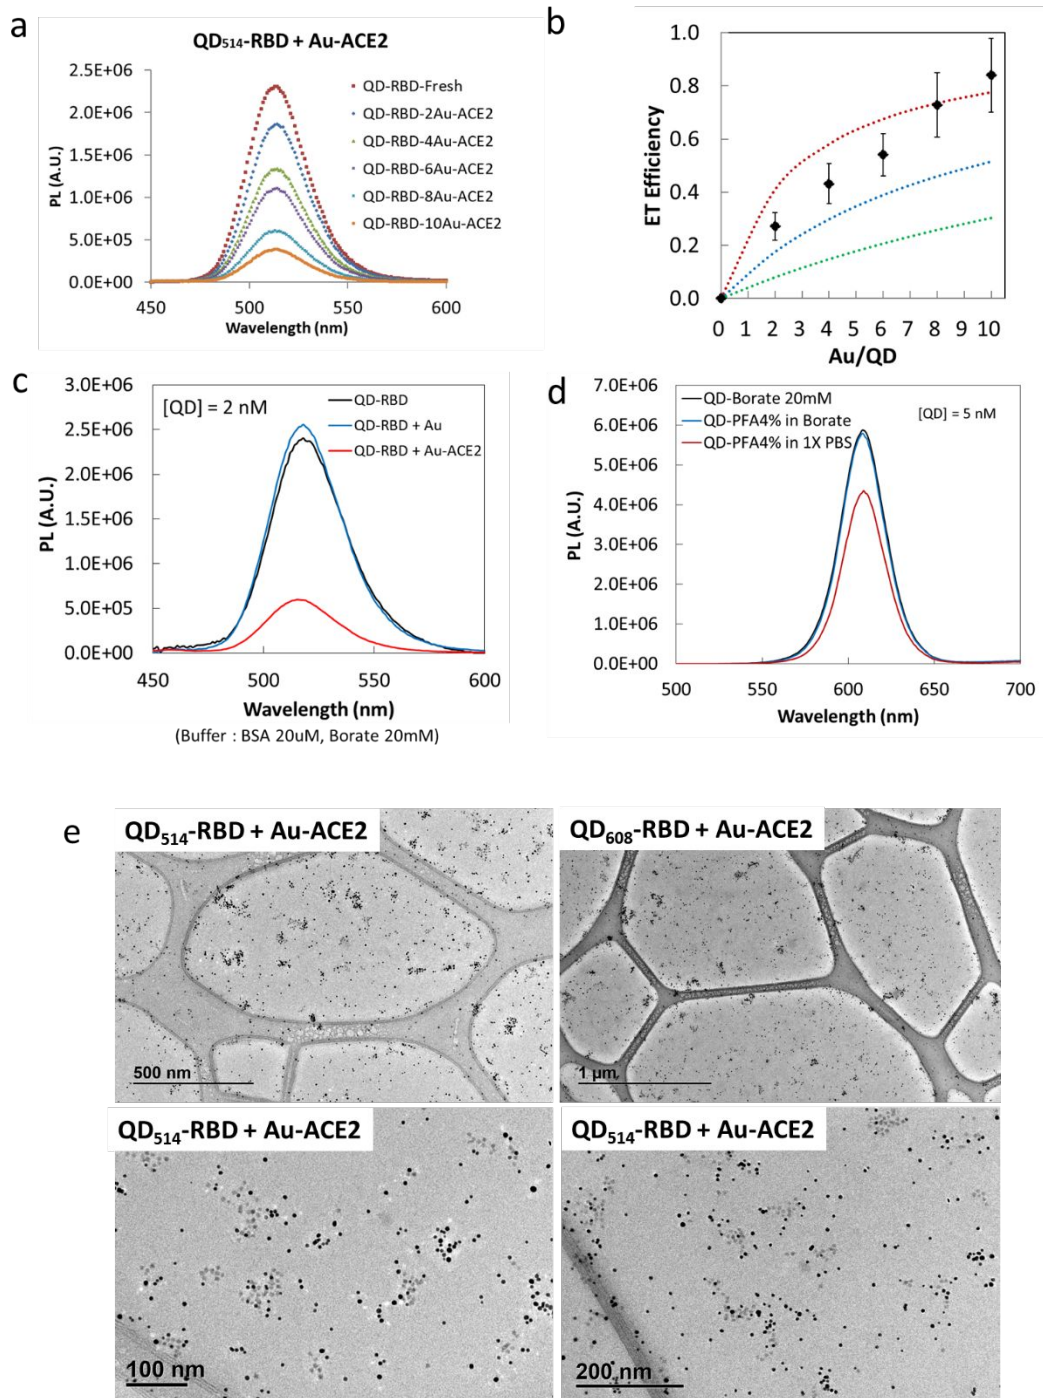 a
QD514-RBD + Au-ACE2
PL (A.U.)
2.5E+06
2.0E+06
1.5E+06
1.0E+06
5.0E+05
0.0E+00
450
500
550
600
Wavelength (nm)
QD-RBD-Fresh
QD-RBD-2Au-ACE2
QD-RBD-4Au-ACE2
QD-RBD-6Au-ACE2
QD-RBD-8Au-ACE2
QD-RBD-10Au-ACE2
b
ET Efficiency
1.0
0.8
0.6
0.4
0.2
0.0
0 1 2 3 4 5 6 7 8 9 10
Au/QD
c
[QD] = 2 nM
PL (A.U.)
3.0E+06
2.5E+06
2.0E+06
1.5E+06
1.0E+06
5.0E+05
0.0E+00
450
500
550
600
Wavelength (nm)
(Buffer : BSA 20uM, Borate 20mM)
QD-RBD
QD-RBD + Au
QD-RBD + Au-ACE2
d
PL (A.U.)
7.0E+06
6.0E+06
5.0E+06
4.0E+06
3.0E+06
2.0E+06
1.0E+06
0.0E+00
500
550
600
650
700
Wavelength (nm)
QD-Borate 20mM
QD-PFA4% in Borate
QD-PFA4% in 1X PBS
[QD] = 5 nM
e
QD514-RBD + Au-ACE2
500 nm
QD608-RBD + Au-ACE2
1 µm
QD514-RBD + Au-ACE2
100 nm
QD514-RBD + Au-ACE2
200 nm